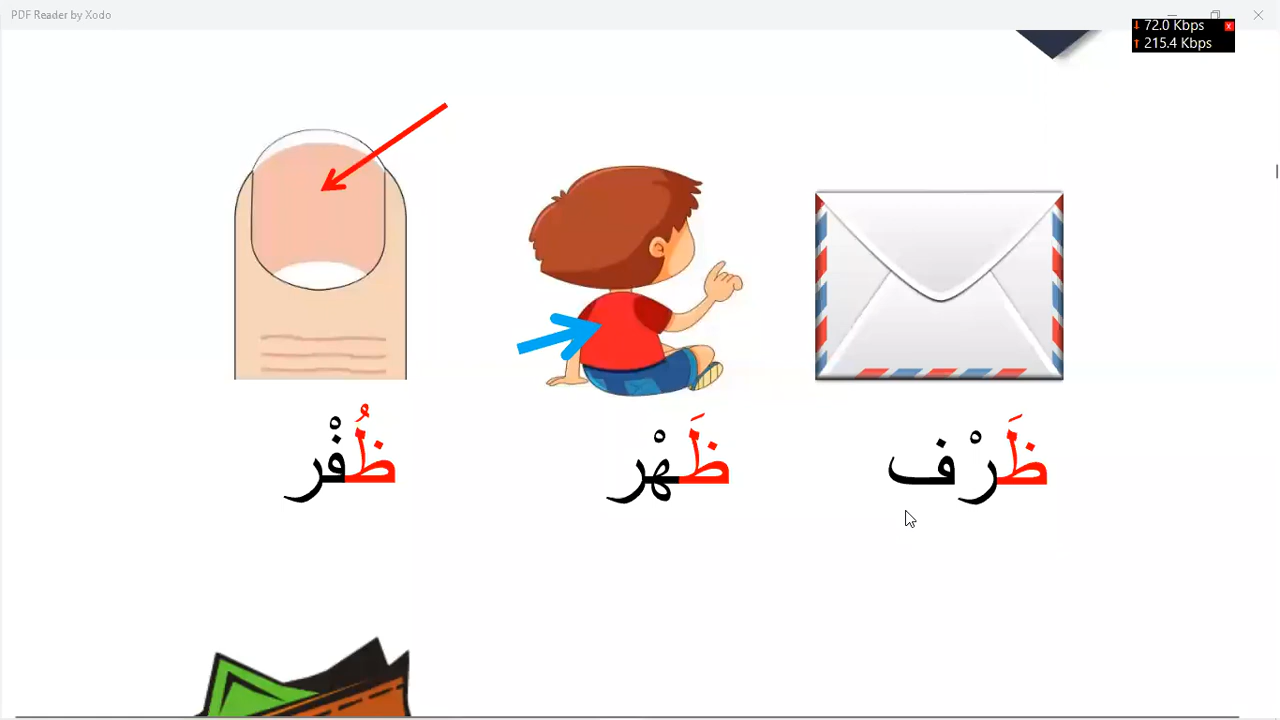 PDF Reader by Xodo
↓ 72.0 Kbps x
↑ 215.4 Kbps
ظَرْف ظَهْر ظُفْر